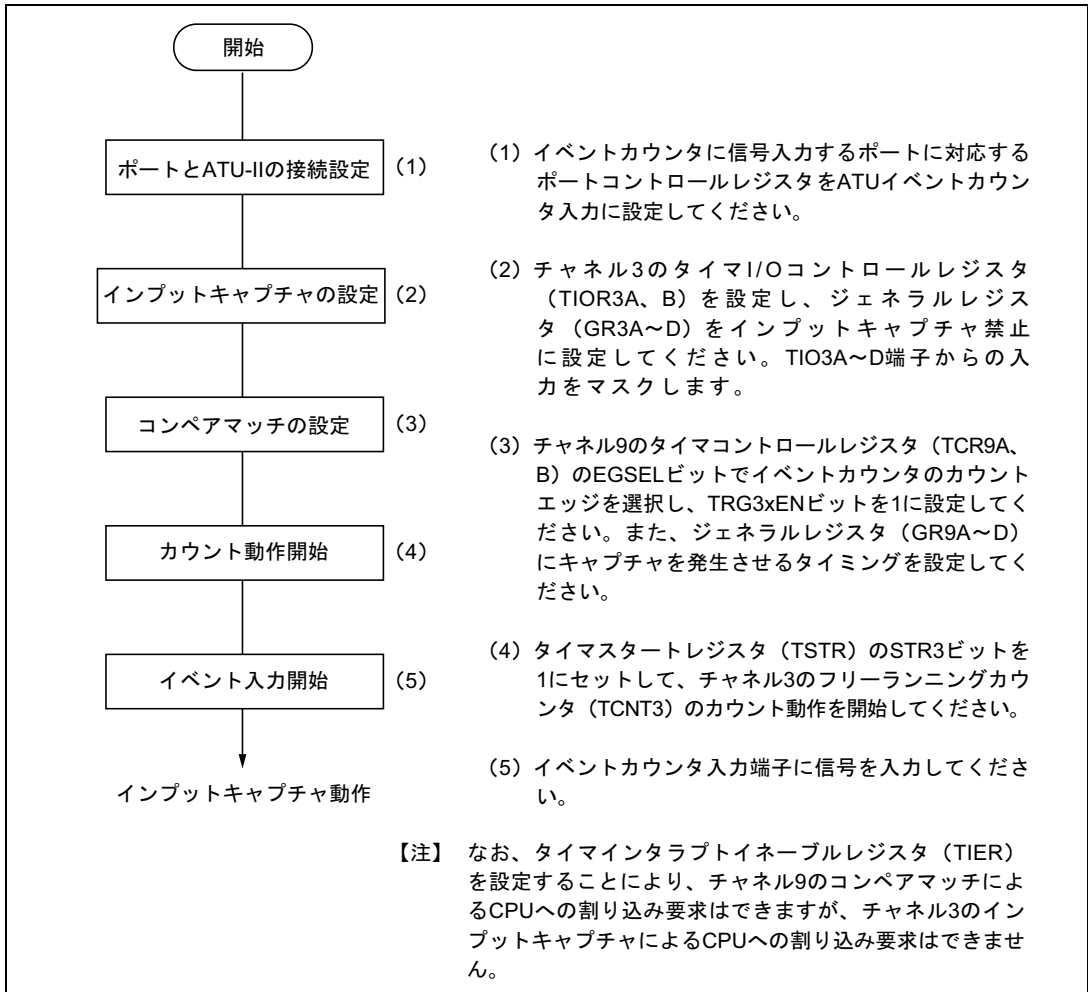 開始
ポートとATU-IIの接続設定
(1)
インプットキャプチャの設定
(2)
コンペアマッチの設定
(3)
カウント動作開始
(4)
イベント入力開始
(5)
インプットキャプチャ動作
(1) イベントカウンタに信号入力するポートに対応する
ポートコントロールレジスタをATUイベントカウン
タ入力に設定してください。
(2) チャネル3のタイマI/Oコントロールレジスタ
（TIOR3A、B）を設定し、ジェネラルレジス
タ（GR3A～D）をインプットキャプチャ禁止
に設定してください。TIO3A～D端子からの入
力をマスクします。
(3) チャネル9のタイマコントロールレジスタ（TCR9A、
B）のEGSELビットでイベントカウンタのカウント
エッジを選択し、TRG3xENビットを1に設定してく
ださい。また、ジェネラルレジスタ（GR9A～D）
にキャプチャを発生させるタイミングを設定してく
ださい。
(4) タイマスタートレジスタ（TSTR）のSTR3ビットを
1にセットして、チャネル3のフリーランニングカウ
ンタ（TCNT3）のカウント動作を開始してください。
(5) イベントカウンタ入力端子に信号を入力してくださ
い。
【注】 なお、タイマインタラプトイネーブルレジスタ（TIER）
を設定することにより、チャネル9のコンペアマッチによ
るCPUへの割り込み要求はできますが、チャネル3のイン
プットキャプチャによるCPUへの割り込み要求はできませ
ん。